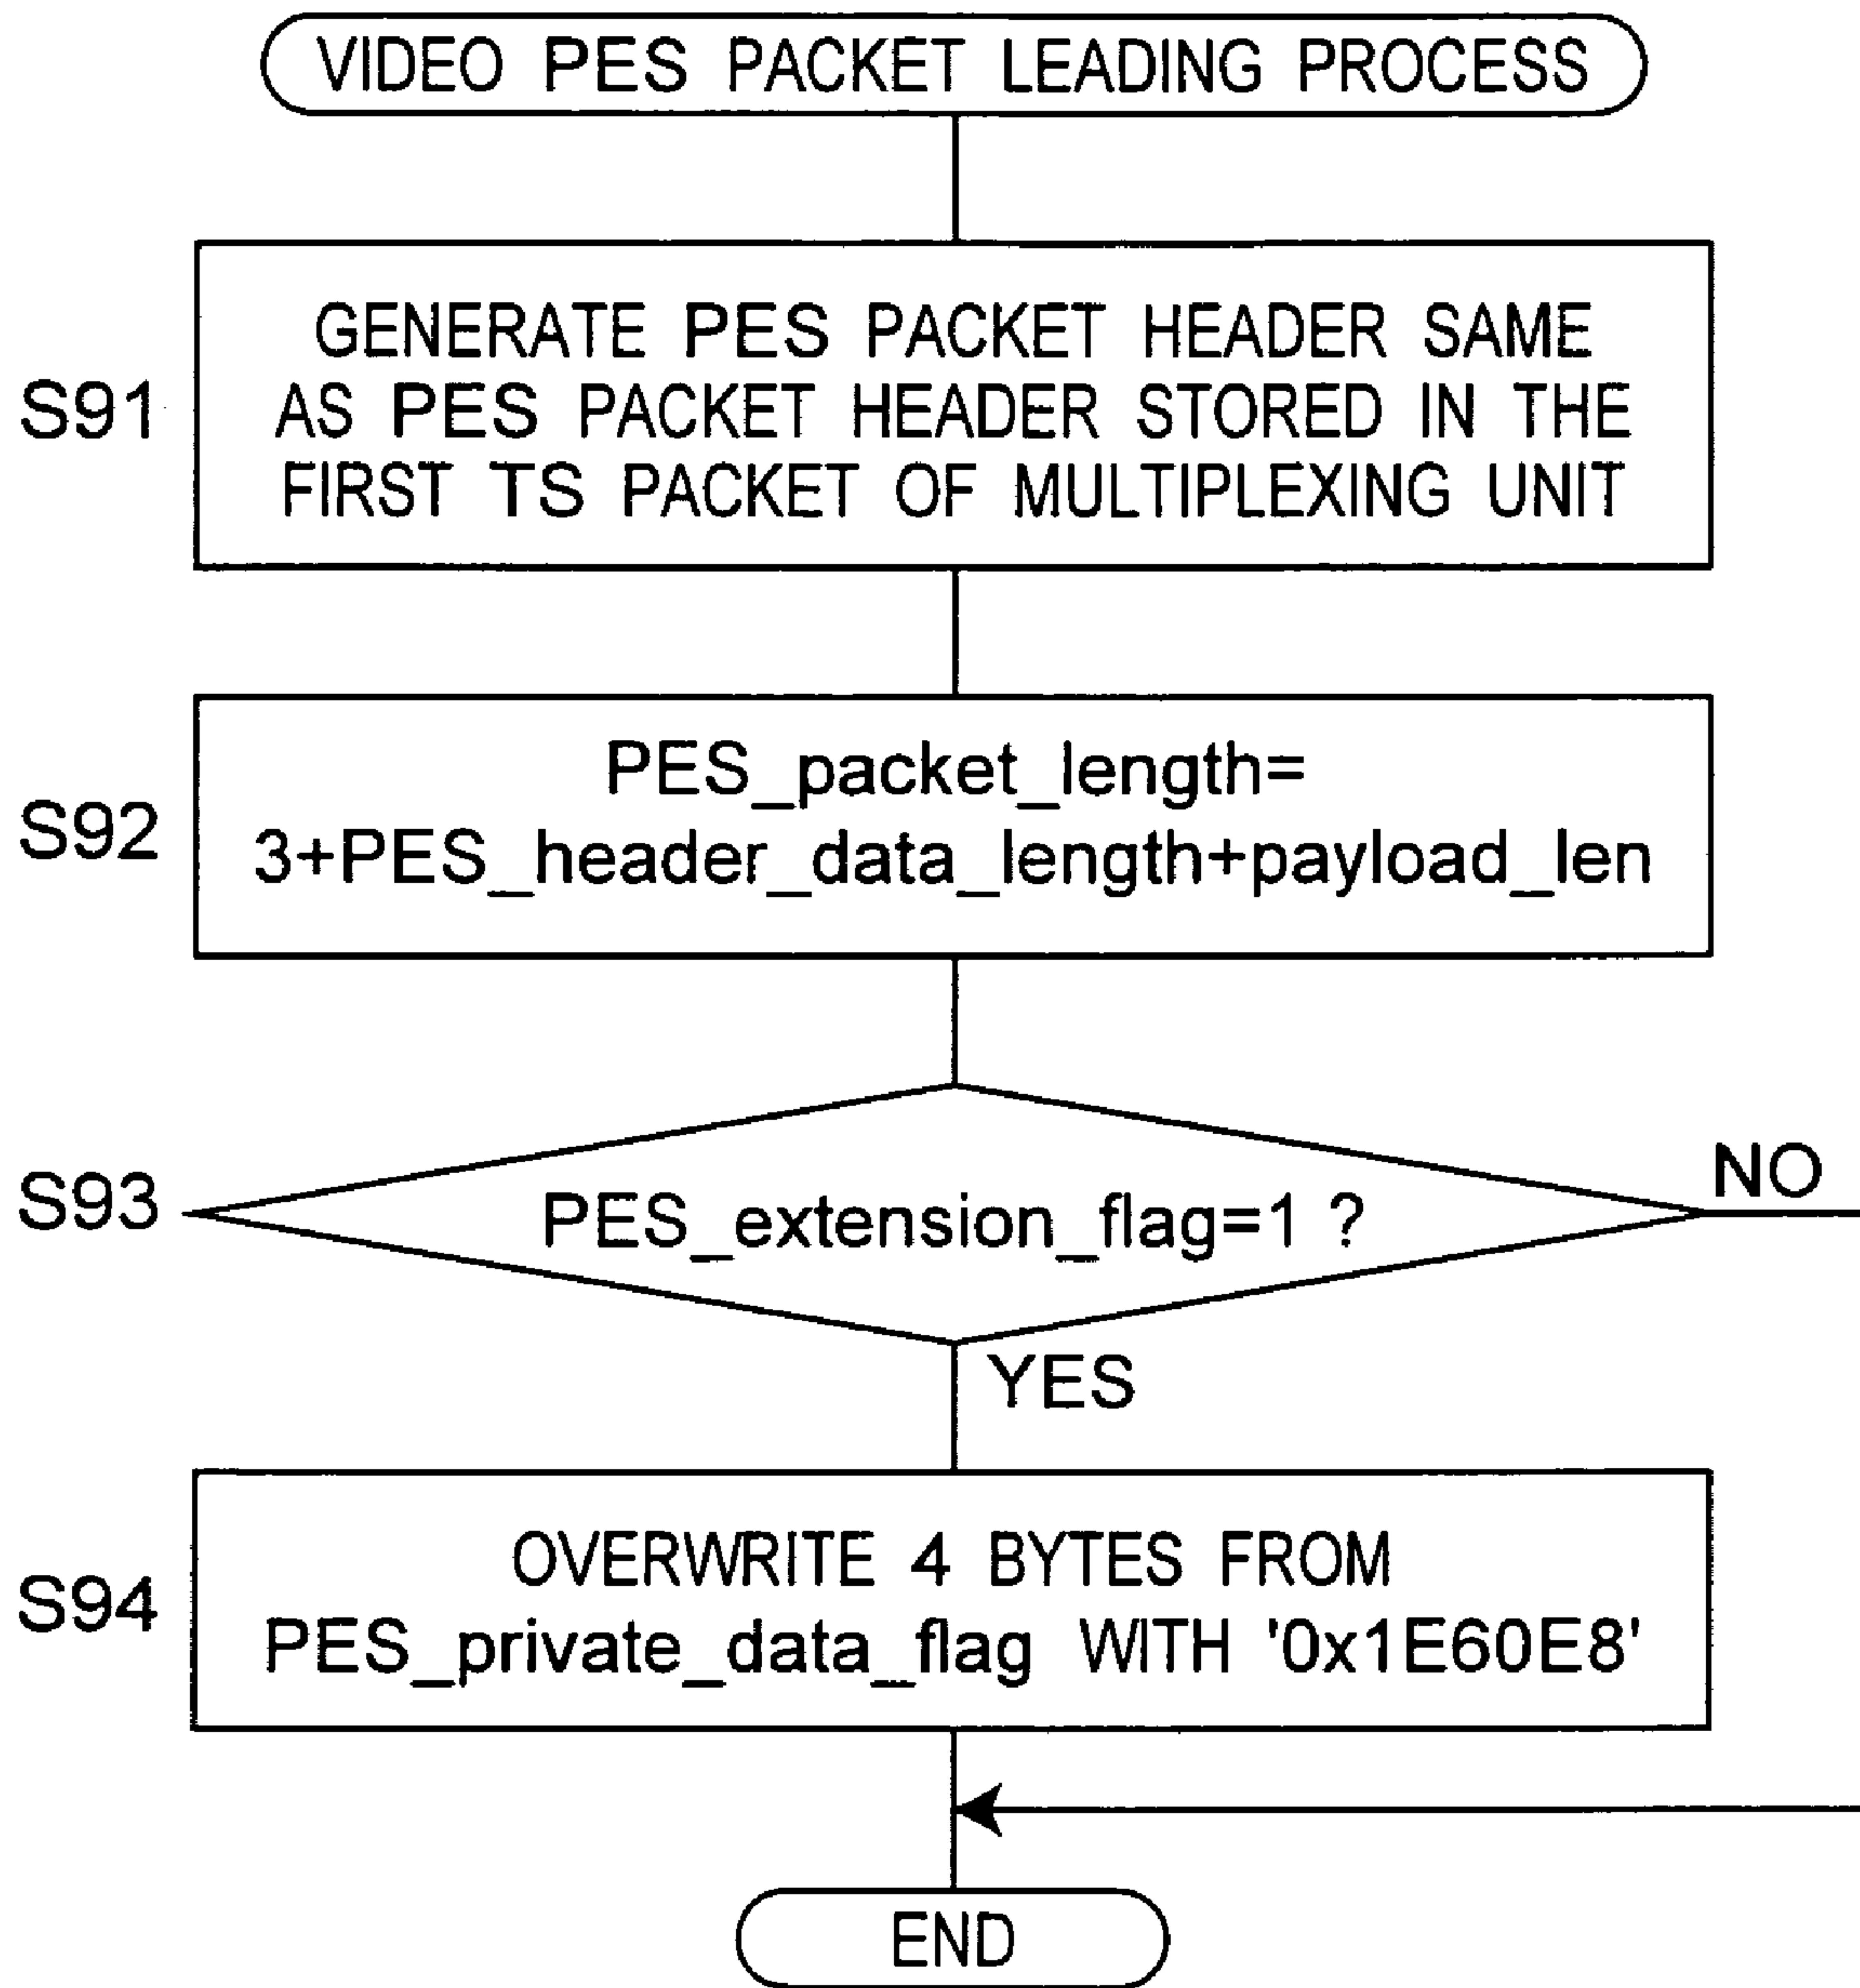 VIDEO PES PACKET LEADING PROCESS
S91
GENERATE PES PACKET HEADER SAME
AS PES PACKET HEADER STORED IN THE
FIRST TS PACKET OF MULTIPLEXING UNIT
S92
PES_packet_length=
3+PES_header_data_length+payload_len
S93
PES_extension_flag=1 ?
NO
YES
S94
OVERWRITE 4 BYTES FROM
PES_private_data_flag WITH '0x1E60E8'
END